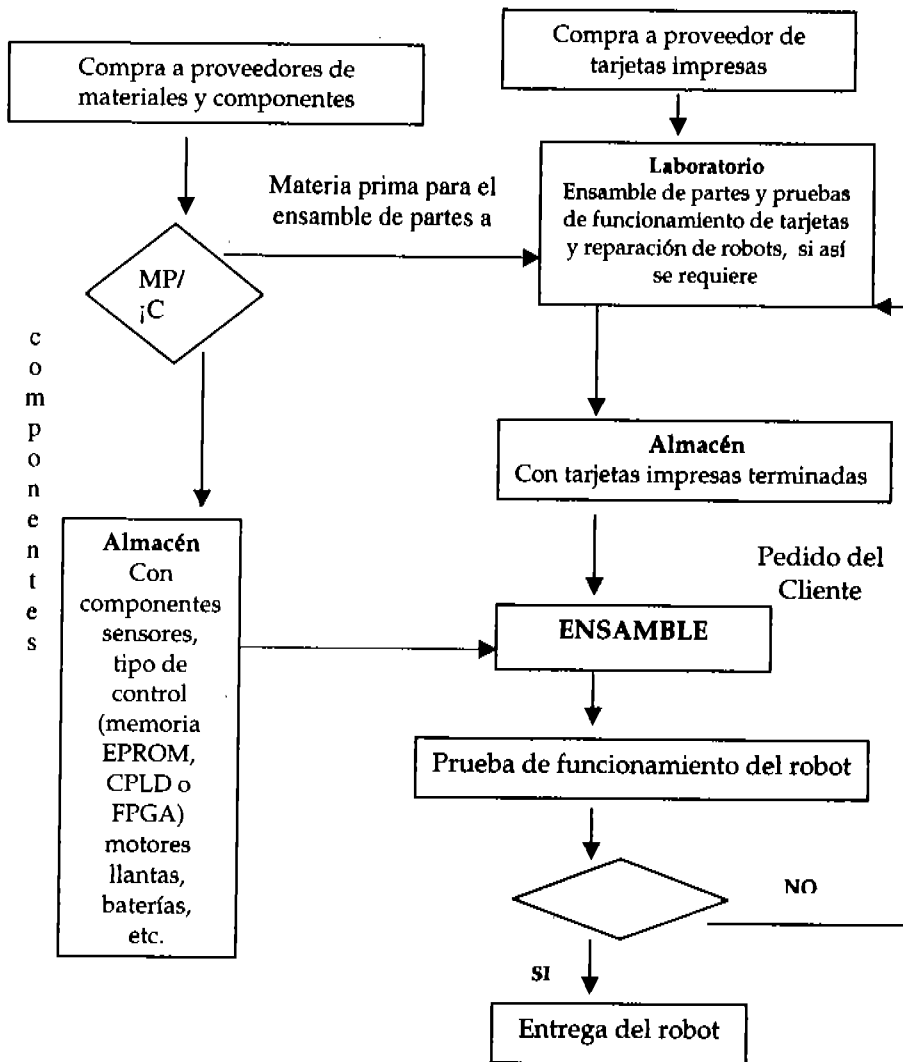 Compra a proveedores de
materiales y componentes
Compra a proveedor de
tarjetas impresas
Materia prima para el
ensamble de partes a
Laboratorio
Ensamble de partes y pruebas
de funcionamiento de tarjetas
y reparación de robots, si así
se requiere
MP/
¡C
c
o
m
p
o
n
e
n
t
e
s
Almacén
Con tarjetas impresas terminadas
Almacén
Con
componentes
sensores,
tipo de
control
(memoria
EPROM,
CPLD o
FPGA)
motores
llantas,
baterías,
etc.
Pedido del
Cliente
ENSAMBLE
Prueba de funcionamiento del robot
NO
SI
Entrega del robot